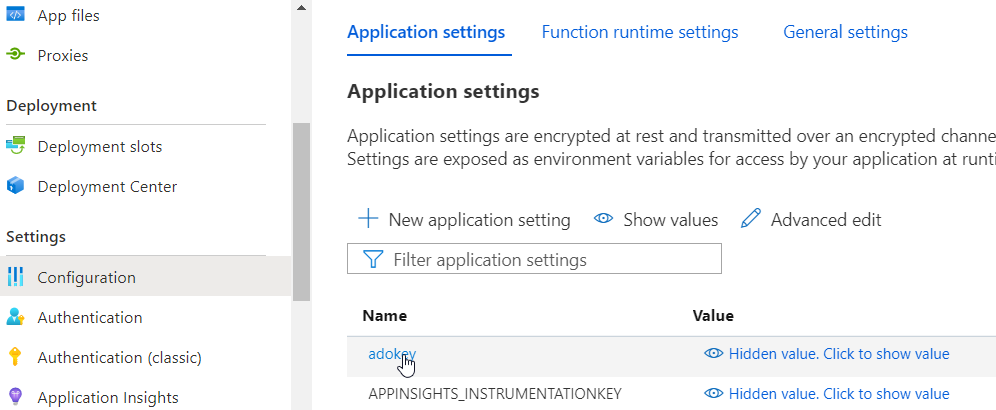 App files
Proxies
Deployment
Deployment slots
Deployment Center
Settings
Configuration
Authentication
Authentication (classic)
Application Insights
Application settings Function runtime settings General settings
Application settings
Application settings are encrypted at rest and transmitted over an encrypted channe
Settings are exposed as environment variables for access by your application at runti
New application setting Show values Advanced edit
Filter application settings
Name Value
adokey Hidden value. Click to show value
APPINSIGHTS_INSTRUMENTATIONKEY Hidden value. Click to show value